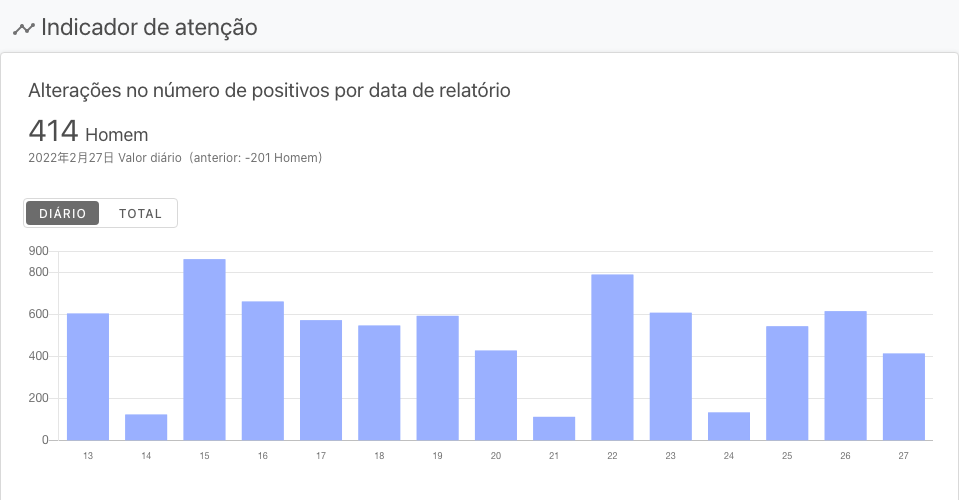 Indicador de atenção
Alterações no número de positivos por data de relatório
414 Homem
2022年2月27日 Valor diário（anterior: -201 Homem）
DIÁRIO TOTAL
900
800
600
400
200
0
13 14 15 16 17 18 19 20 21 22 23 24 25 26 27